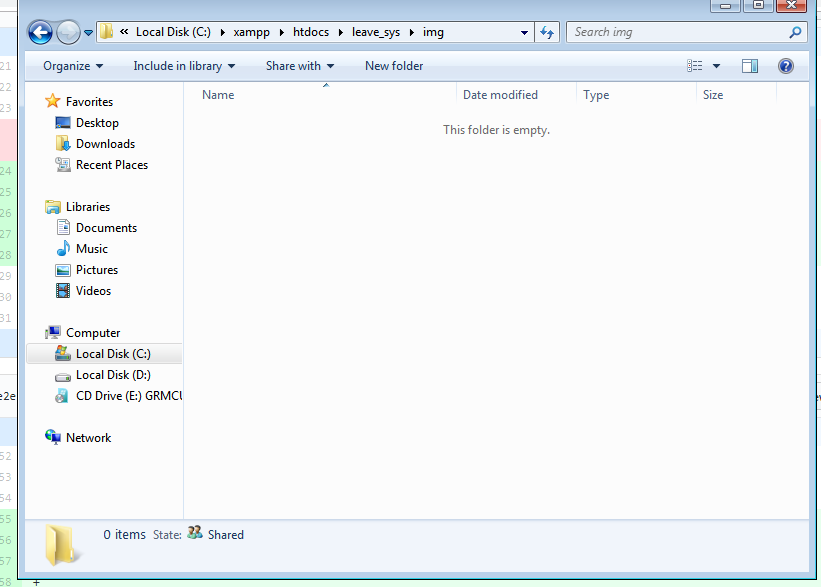 « Local Disk (C:) xampp htdocs leave_sys img Search img
Organize Include in library Share with New folder
Name Date modified Type Size
This folder is empty.
Favorites
Desktop
Downloads
Recent Places
Libraries
Documents
Music
Pictures
Videos
Computer
Local Disk (C:)
Local Disk (D:)
CD Drive (E:) GRMCU
Network
0 items State: Shared
21
22
23
24
25
26
27
28
29
30
31
e2e
52
53
54
55
56
57
58 +